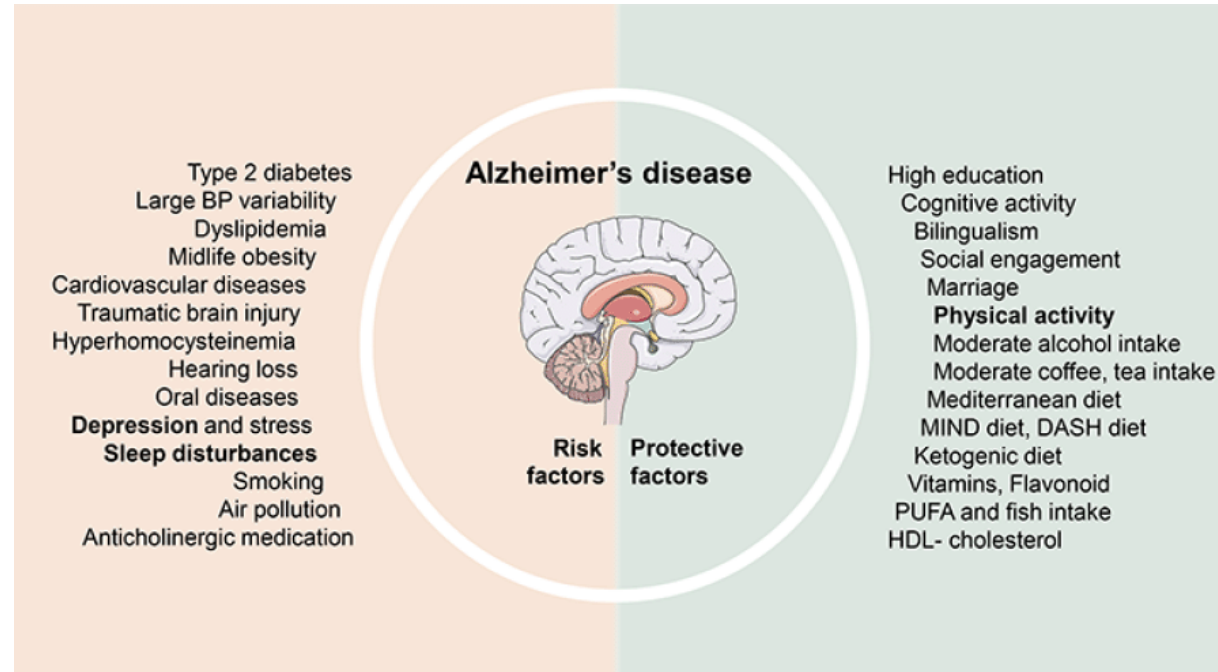 Alzheimer's disease
Type 2 diabetes
Large BP variability
Dyslipidemia
Midlife obesity
Cardiovascular diseases
Traumatic brain injury
Hyperhomocysteinemia
Hearing loss
Oral diseases
Depression and stress
Sleep disturbances
Smoking
Air pollution
Anticholinergic medication
Risk
factors
Protective
factors
High education
Cognitive activity
Bilingualism
Social engagement
Marriage
Physical activity
Moderate alcohol intake
Moderate coffee, tea intake
Mediterranean diet
MIND diet, DASH diet
Ketogenic diet
Vitamins, Flavonoid
PUFA and fish intake
HDL- cholesterol